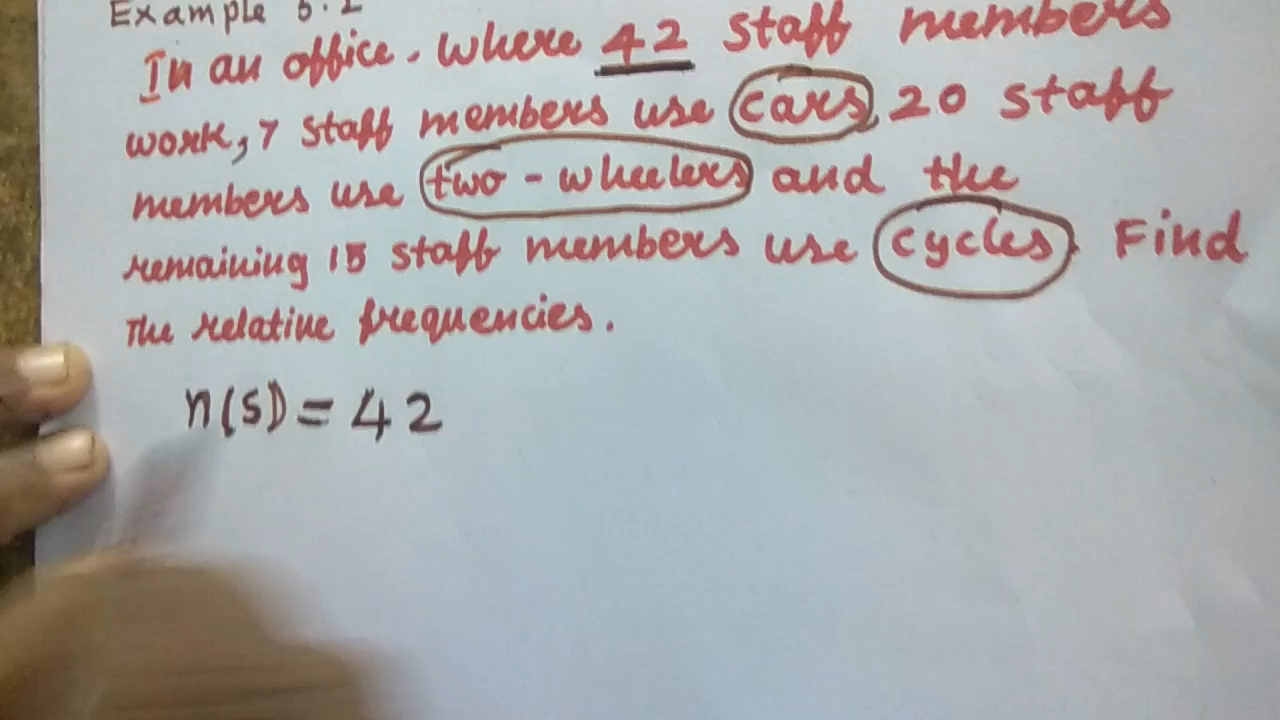 Example 5.2
In an office, where 42 staff members
work, 7 staff members use cars, 20 staff
members use two-wheelers and the
remaining 15 staff members use cycles. Find
The relative frequencies.
n(S) = 42